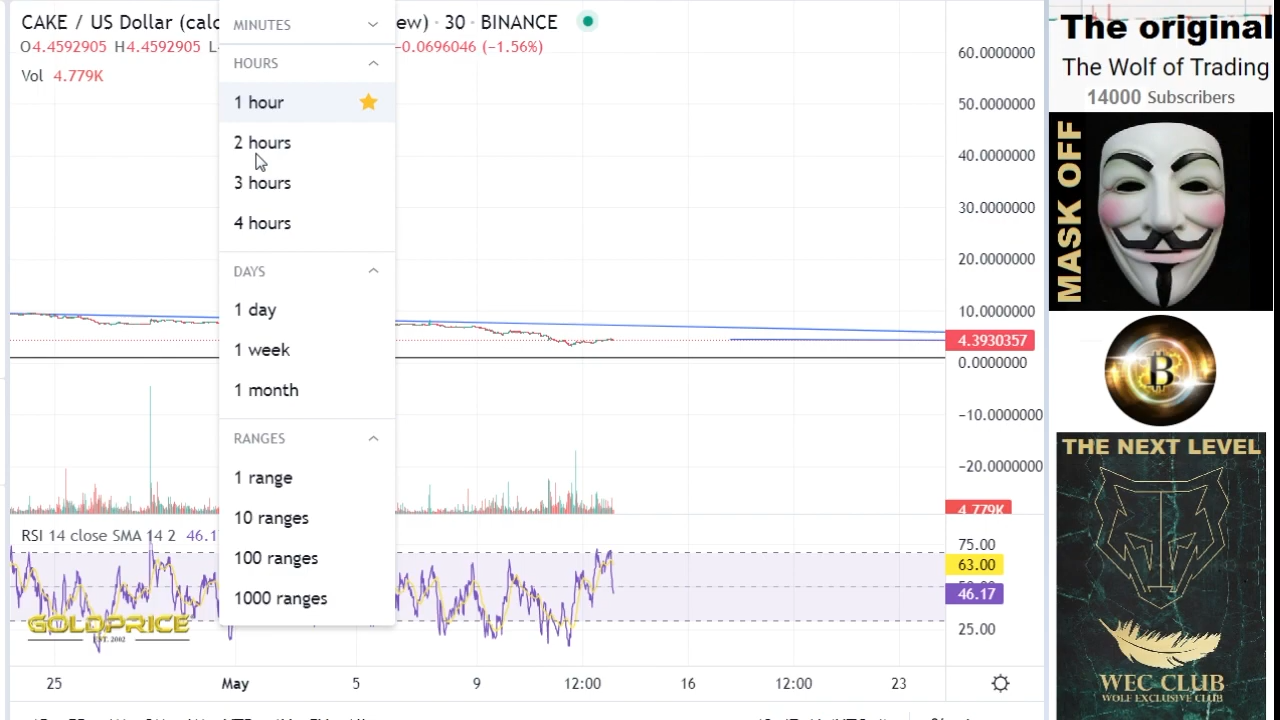 CAKE / US Dollar (calc
ew) · 30 · BINANCE
O4.4592905 H4.4592905 L
−0.0696046 (−1.56%)
Vol 4.779K
MINUTES
HOURS
1 hour
2 hours
3 hours
4 hours
DAYS
1 day
1 week
1 month
RANGES
1 range
10 ranges
100 ranges
1000 ranges
60.0000000
50.0000000
40.0000000
30.0000000
20.0000000
10.0000000
4.3930357
0.0000000
−10.0000000
−20.0000000
4.779K
RSI 14 close SMA 14 2 46.1
75.00
63.00
46.17
25.00
GOLDPRICE
EST. 2002
25 May 5 9 12:00 16 12:00 23
The original
The Wolf of Trading
14000 Subscribers
MASK OFF
B
THE NEXT LEVEL
WEC CLUB
WOLF EXCLUSIVE CLUB